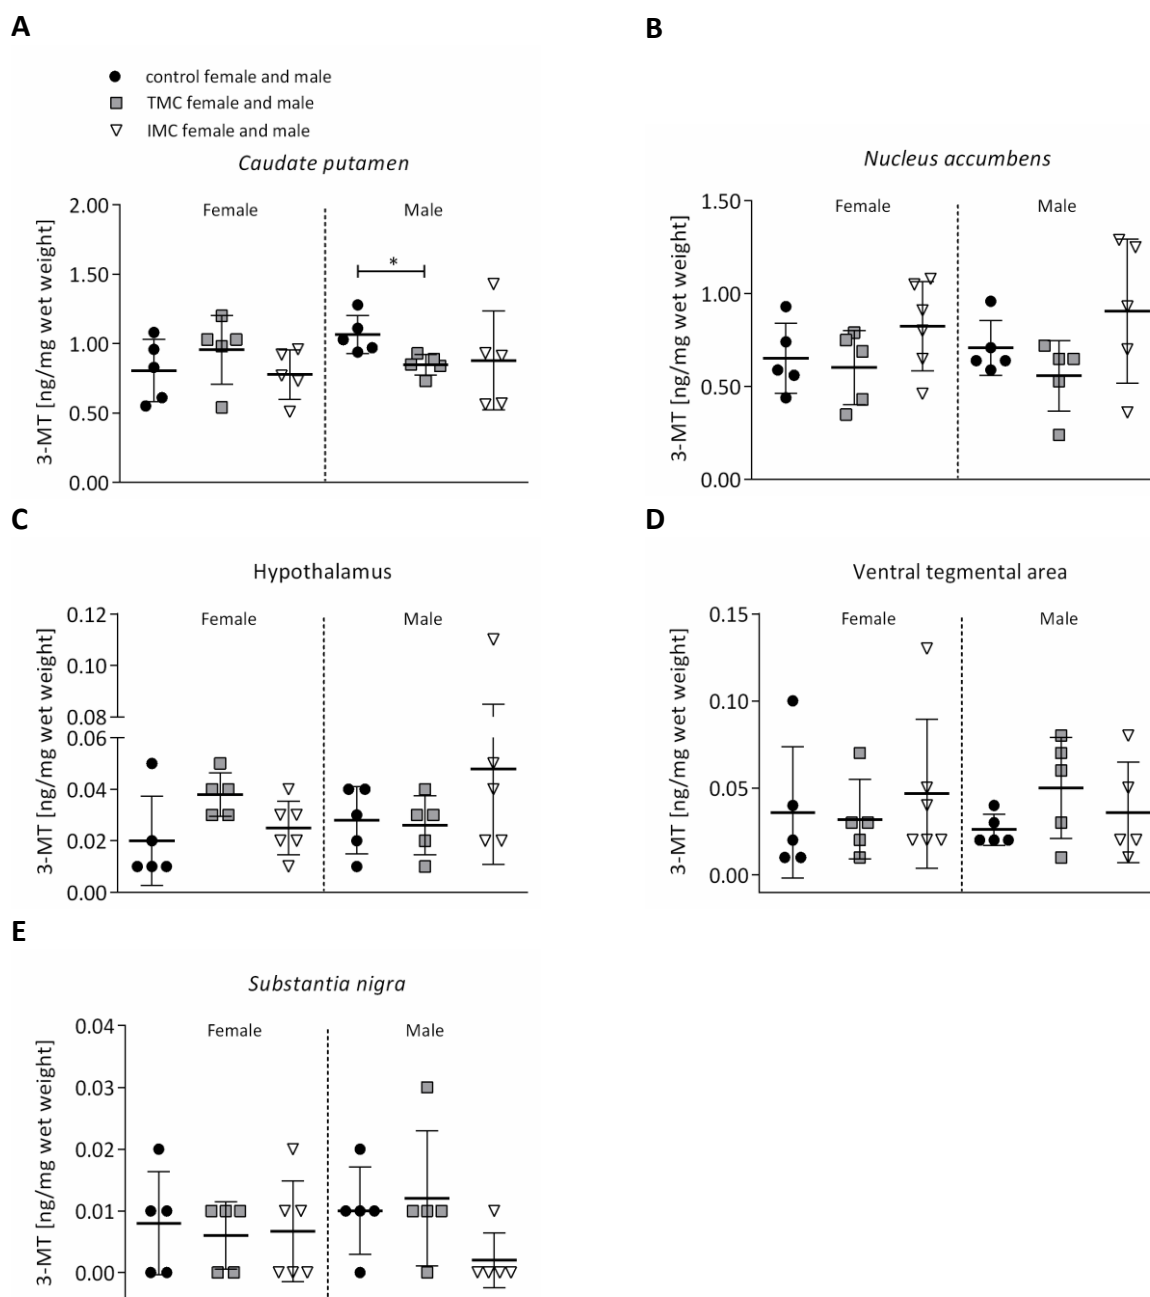 A
control female and male
TMC female and male
IMC female and male
Caudate putamen
Female Male
3-MT [ng/mg wet weight]
2.00
*
1.50
1.00
0.50
0.00
B
Nucleus accumbens
Female Male
3-MT [ng/mg wet weight]
1.50
1.00
0.50
0.00
C
Hypothalamus
Female Male
3-MT [ng/mg wet weight]
0.12
0.10
0.08
0.06
0.04
0.02
0.00
D
Ventral tegmental area
Female Male
3-MT [ng/mg wet weight]
0.15
0.10
0.05
0.00
E
Substantia nigra
Female Male
3-MT [ng/mg wet weight]
0.04
0.03
0.02
0.01
0.00